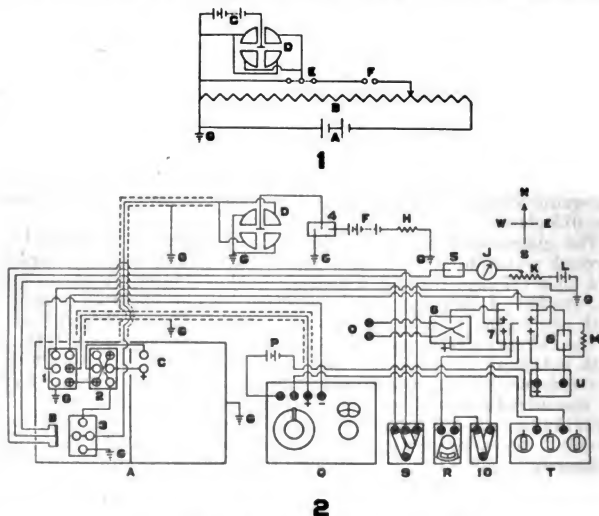 C
D
E F
B
G A
1
N
W E
S
D 4 F H
G G G G
5 J K L
G
O 6 7 8 M
G
P U
1 2 C
G
B 3
G G
A Q 9 R 10 T
2